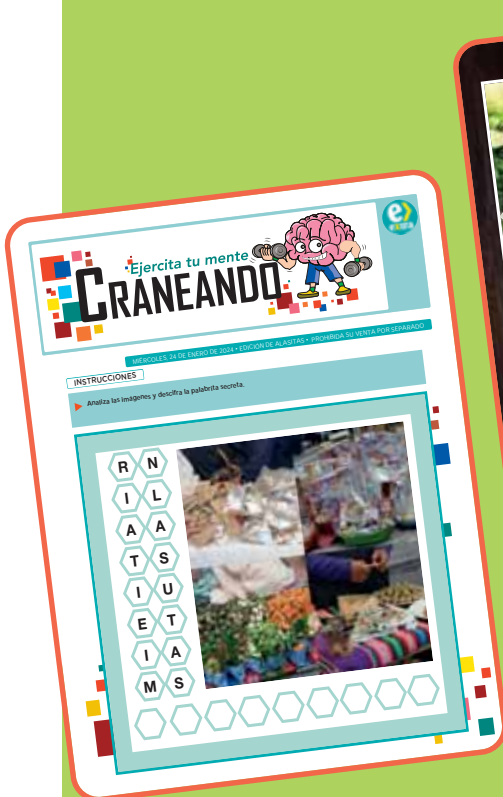 Ejercita tu mente
CRANEANDO
MIÉRCOLES, 24 DE ENERO DE 2024 • EDICIÓN DE ALASITAS • PROHIBIDA SU VENTA POR SEPARADO
INSTRUCCIONES
Analiza las imágenes y descifra la palabrita secreta.
R N
I L
A A
T S
I U
E T
I A
M S